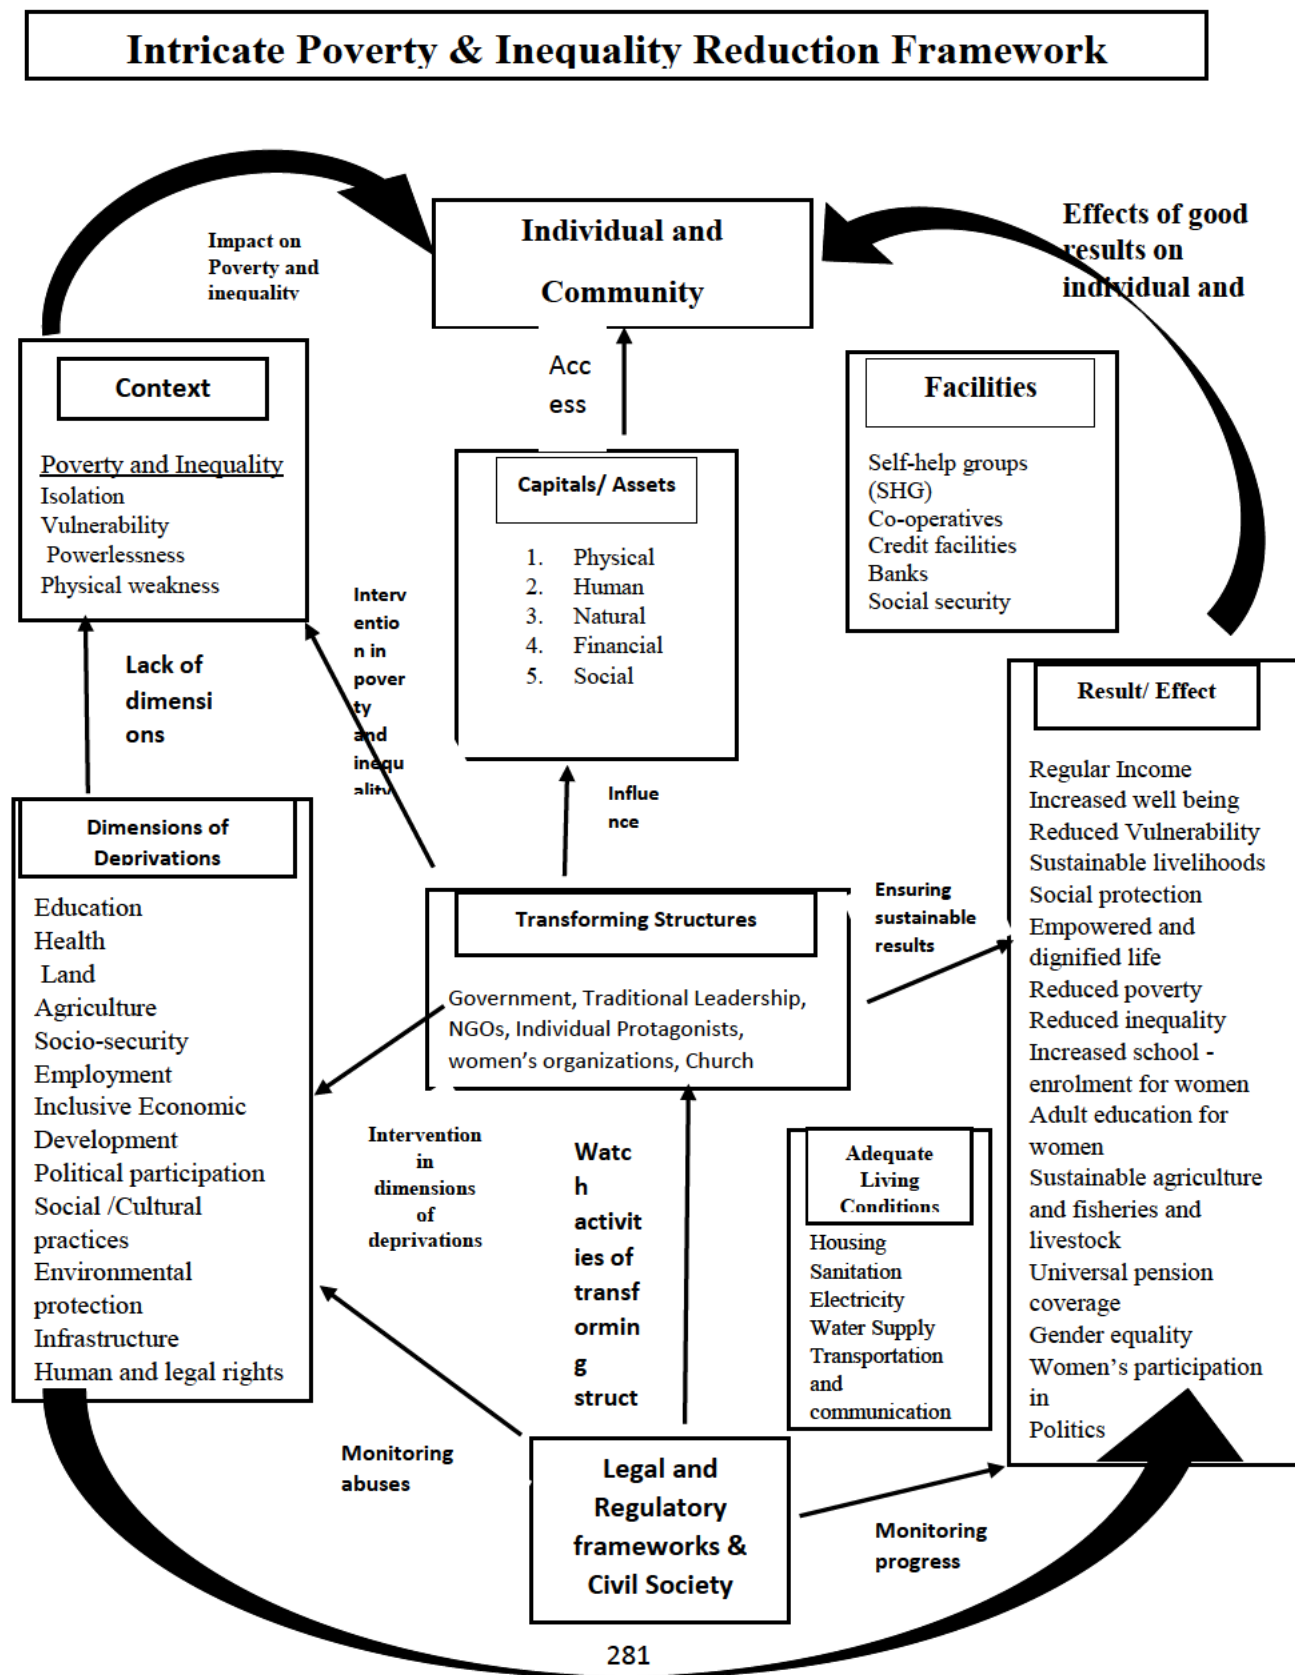 Intricate Poverty & Inequality Reduction Framework
Individual and
Community
Effects of good
results on
individual and
Impact on
Poverty and
inequality
Context
Poverty and Inequality
Isolation
Vulnerability
Powerlessness
Physical weakness
Acc
ess
Capitals/ Assets
1. Physical
2. Human
3. Natural
4. Financial
5. Social
Facilities
Self-help groups
(SHG)
Co-operatives
Credit facilities
Banks
Social security
Lack of
dimensi
ons
Interv
entio
n in
pover
ty
and
inequ
ality
Influe
nce
Dimensions of
Deprivations
Education
Health
Land
Agriculture
Socio-security
Employment
Inclusive Economic
Development
Political participation
Social /Cultural
practices
Environmental
protection
Infrastructure
Human and legal rights
Transforming Structures
Government, Traditional Leadership,
NGOs, Individual Protagonists,
women's organizations, Church
Ensuring
sustainable
results
Result/ Effect
Regular Income
Increased well being
Reduced Vulnerability
Sustainable livelihoods
Social protection
Empowered and
dignified life
Reduced poverty
Reduced inequality
Increased school -
enrolment for women
Adult education for
women
Sustainable agriculture
and fisheries and
livestock
Universal pension
coverage
Gender equality
Women's participation
in
Politics
Intervention
in
dimensions
of
deprivations
Watc
h
activit
ies of
transf
ormin
g
struct
Adequate
Living
Conditions
Housing
Sanitation
Electricity
Water Supply
Transportation
and
communication
Monitoring
abuses
Legal and
Regulatory
frameworks &
Civil Society
Monitoring
progress
281